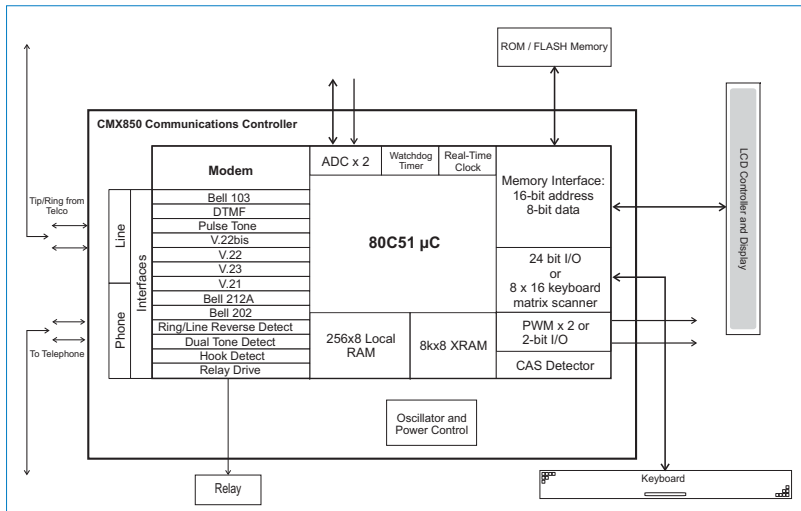 ROM / FLASH Memory
CMX850 Communications Controller
Modem
ADC x 2
Watchdog
Timer
Real-Time
Clock
Memory Interface:
16-bit address
8-bit data
LCD Controller and Display
Tip/Ring from
Telco
Line
Phone
Interfaces
Bell 103
DTMF
Pulse Tone
V.22bis
V.22
V.23
V.21
Bell 212A
Bell 202
Ring/Line Reverse Detect
Dual Tone Detect
Hook Detect
Relay Drive
80C51 µC
24 bit I/O
or
8 x 16 keyboard
matrix scanner
256x8 Local
RAM
8kx8 XRAM
PWM x 2 or
2-bit I/O
CAS Detector
To Telephone
Oscillator and
Power Control
Relay
Keyboard